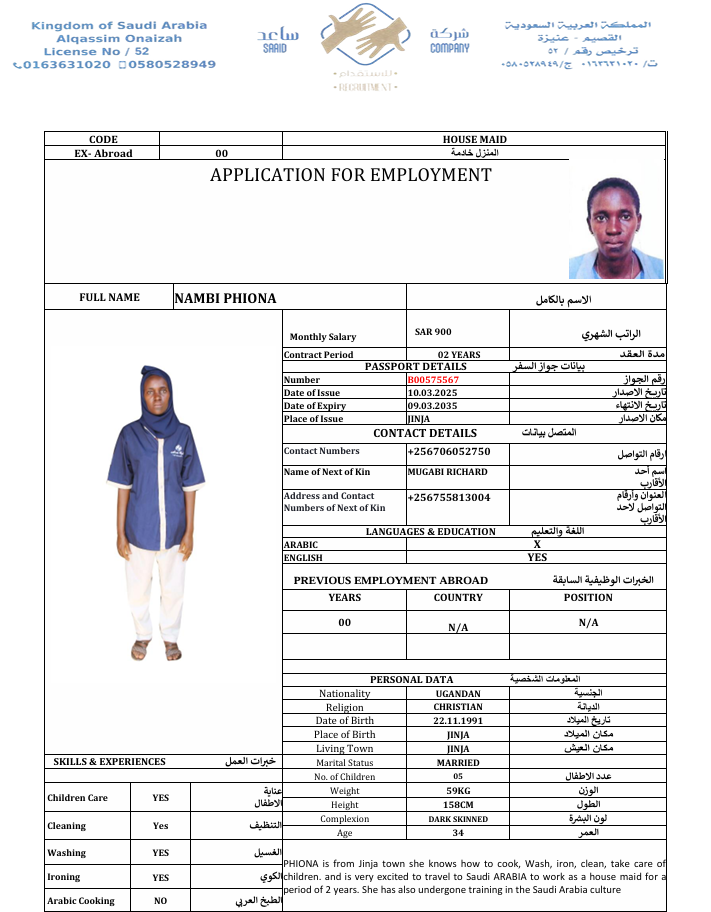 Kingdom of Saudi Arabia
Alqassim Onaizah
License No / 52
0163631020 0580528949
ساعد
SAAID
شركة
COMPANY
للاستقدام
RECRUITMENT
المملكة العربية السعودية
القصيم - عنيزة
ترخيص رقم / ٥٢
ت/ ٠١٦٣٦٣١٠٢٠ ج/ ٠٥٨٠٥٢٨٩٤٩
CODE HOUSE MAID
EX- Abroad 00 المنزل خادمة
APPLICATION FOR EMPLOYMENT
FULL NAME NAMBI PHIONA الاسم بالكامل
Monthly Salary SAR 900 الراتب الشهري
Contract Period 02 YEARS مدة العقد
PASSPORT DETAILS بيانات جواز السفر
Number B00575567 رقم الجواز
Date of Issue 10.03.2025 تاريخ الاصدار
Date of Expiry 09.03.2035 تاريخ الانتهاء
Place of Issue JINJA مكان الاصدار
CONTACT DETAILS المتصل بيانات
Contact Numbers +256706052750 ارقام التواصل
Name of Next of Kin MUGABI RICHARD اسم أحد
الأقارب
Address and Contact +256755813004 العنوان وأرقام
Numbers of Next of Kin التواصل لاحد
الأقارب
LANGUAGES & EDUCATION اللغة والتعليم
ARABIC X
ENGLISH YES
PREVIOUS EMPLOYMENT ABROAD الخبرات الوظيفية السابقة
YEARS COUNTRY POSITION
00 N/A N/A
PERSONAL DATA المعلومات الشخصية
Nationality UGANDAN الجنسية
Religion CHRISTIAN الديانة
Date of Birth 22.11.1991 تاريخ الميلاد
Place of Birth JINJA مكان الميلاد
Living Town JINJA مكان العيش
Marital Status MARRIED
No. of Children 05 عدد الاطفال
Weight 59KG الوزن
Height 158CM الطول
Complexion DARK SKINNED لون البشرة
Age 34 العمر
SKILLS & EXPERIENCES خبرات العمل
Children Care YES عناية
الاطفال
Cleaning Yes التنظيف
Washing YES الغسيل
Ironing YES الكوي
Arabic Cooking NO الطبخ العربي
PHIONA is from Jinja town she knows how to cook, Wash, iron, clean, take care of
children. and is very excited to travel to Saudi ARABIA to work as a house maid for a
period of 2 years. She has also undergone training in the Saudi Arabia culture